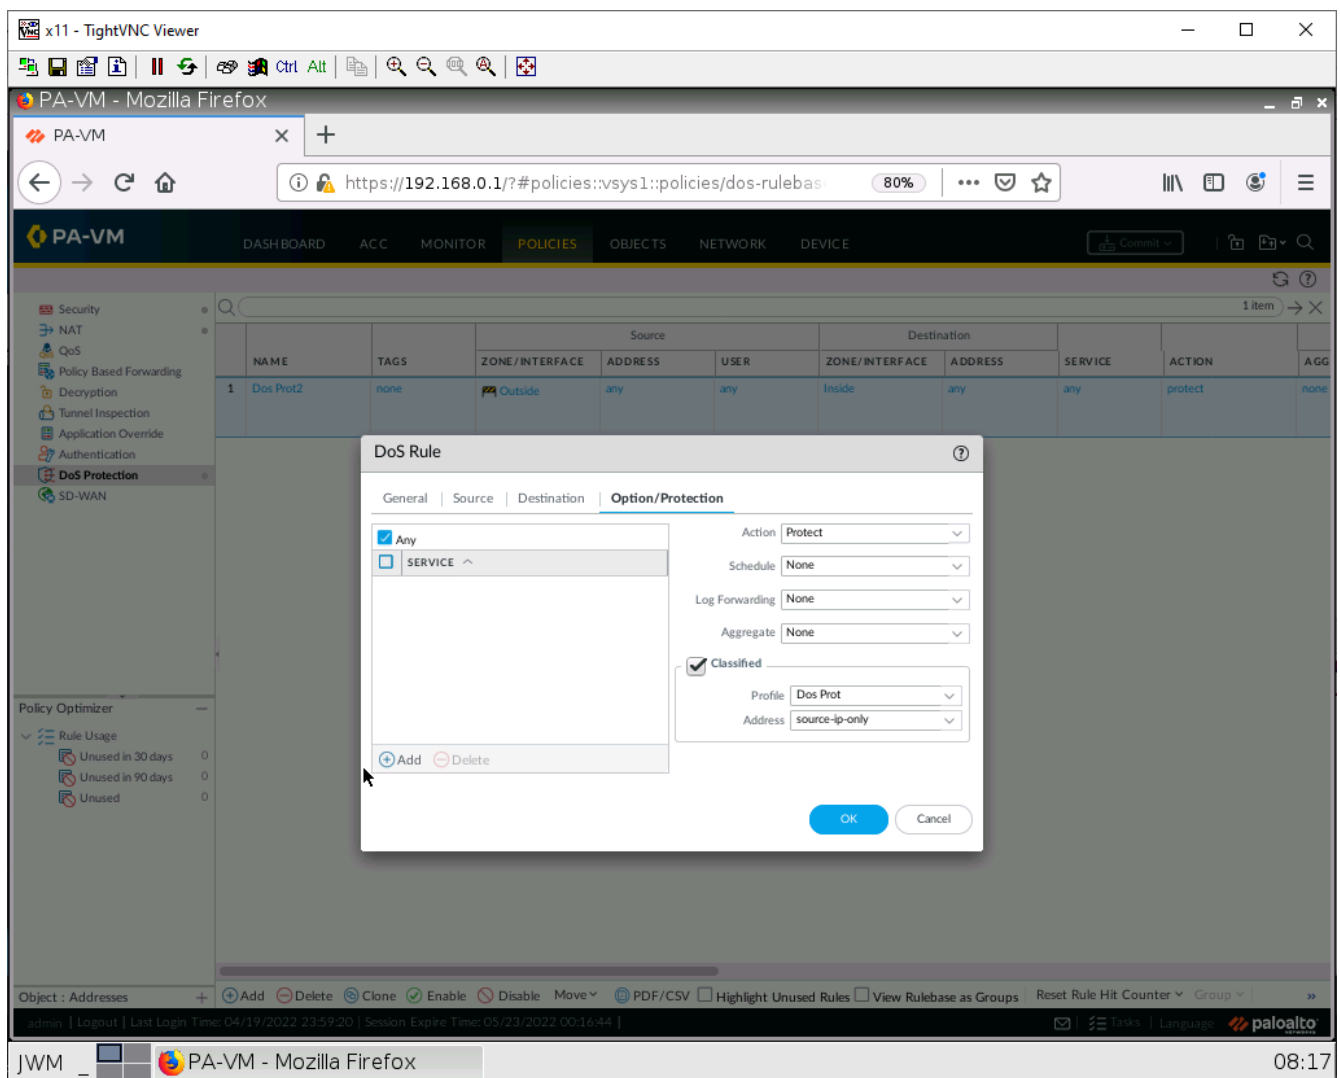 x11 - TightVNC Viewer
Ctrl Alt
PA-VM - Mozilla Firefox
PA-VM
https://192.168.0.1/?#policies::vsys1::policies/dos-rulebas
80%
PA-VM
DASHBOARD ACC MONITOR POLICIES OBJECTS NETWORK DEVICE
Commit
1 item
Security
NAT
QoS
Policy Based Forwarding
Decryption
Tunnel Inspection
Application Override
Authentication
DoS Protection
SD-WAN
Source Destination
NAME TAGS ZONE/INTERFACE ADDRESS USER ZONE/INTERFACE ADDRESS SERVICE ACTION AGG
1 Dos Prot2 none Outside any any Inside any any protect none
DoS Rule
General Source Destination Option/Protection
Any
SERVICE
Add Delete
Action Protect
Schedule None
Log Forwarding None
Aggregate None
Classified
Profile Dos Prot
Address source-ip-only
OK Cancel
Policy Optimizer
Rule Usage
Unused in 30 days 0
Unused in 90 days 0
Unused 0
Object : Addresses
Add Delete Clone Enable Disable Move PDF/CSV Highlight Unused Rules View Rulebase as Groups Reset Rule Hit Counter Group »
admin | Logout | Last Login Time: 04/19/2022 23:59:20 | Session Expire Time: 05/23/2022 00:16:44 |
Tasks | Language paloalto
NETWORKS
JWM PA-VM - Mozilla Firefox 08:17